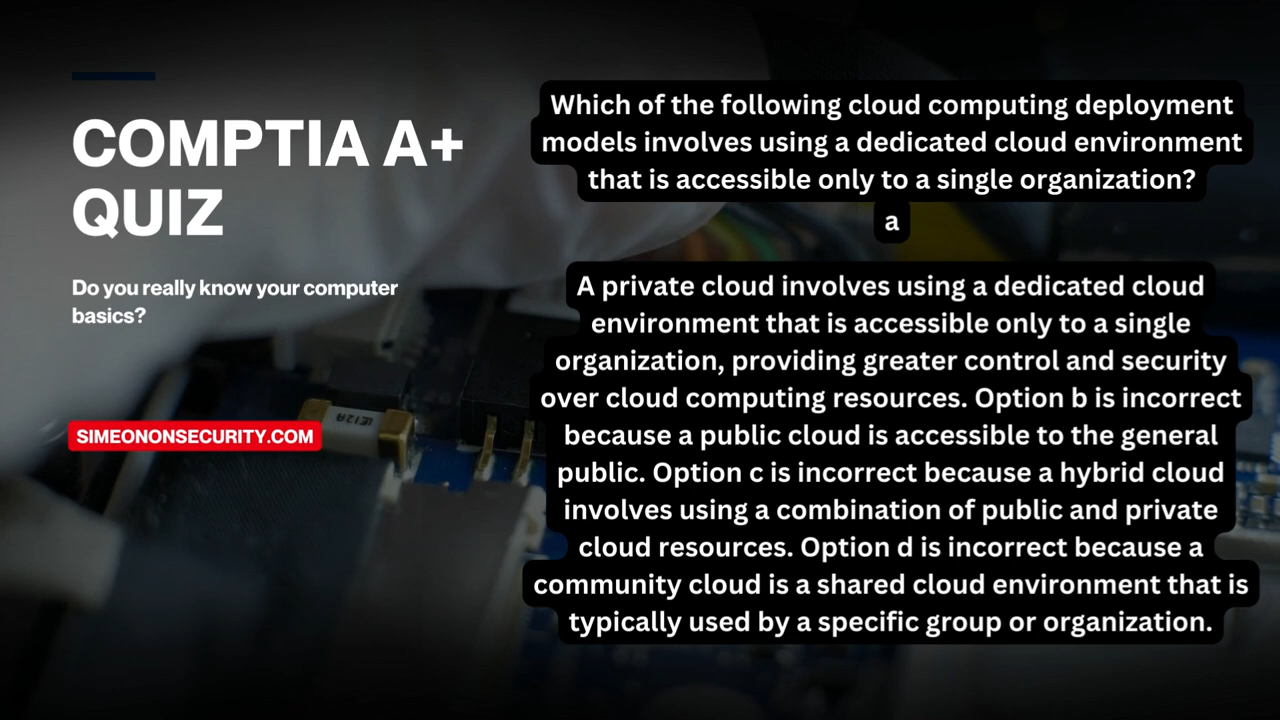 COMPTIA A+
QUIZ
Do you really know your computer
basics?
SIMEONONSECURITY.COM
Which of the following cloud computing deployment
models involves using a dedicated cloud environment
that is accessible only to a single organization?
a
A private cloud involves using a dedicated cloud
environment that is accessible only to a single
organization, providing greater control and security
over cloud computing resources. Option b is incorrect
because a public cloud is accessible to the general
public. Option c is incorrect because a hybrid cloud
involves using a combination of public and private
cloud resources. Option d is incorrect because a
community cloud is a shared cloud environment that is
typically used by a specific group or organization.